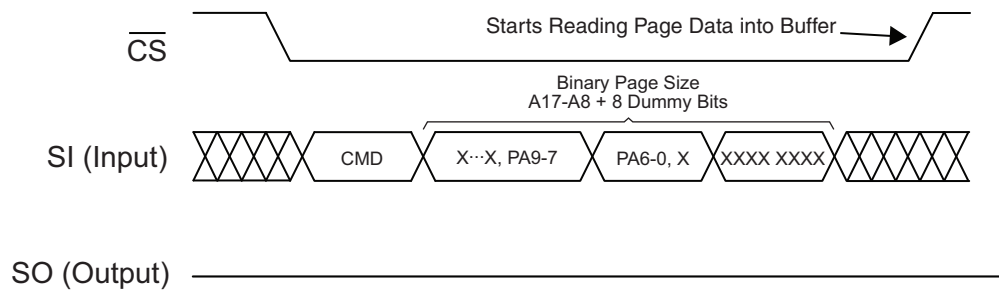 Starts Reading Page Data into Buffer
CS
Binary Page Size
A17-A8 + 8 Dummy Bits
SI (Input)
CMD
X···X, PA9-7
PA6-0, X
XXXX XXXX
SO (Output)